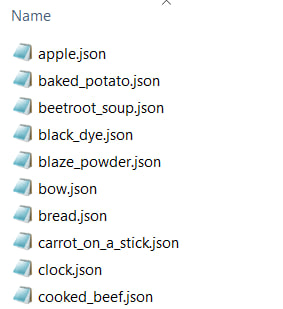 Name
apple.json
baked_potato.json
beetroot_soup.json
black_dye.json
blaze_powder.json
bow.json
bread.json
carrot_on_a_stick.json
clock.json
cooked_beef.json